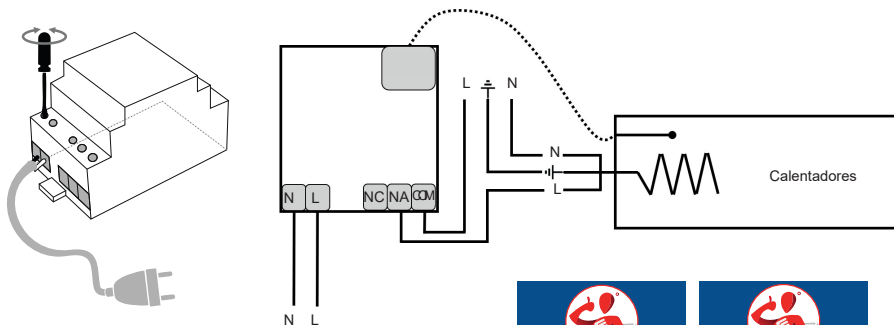 L N
N
L
Calentadores
N L NC NA COM
N L